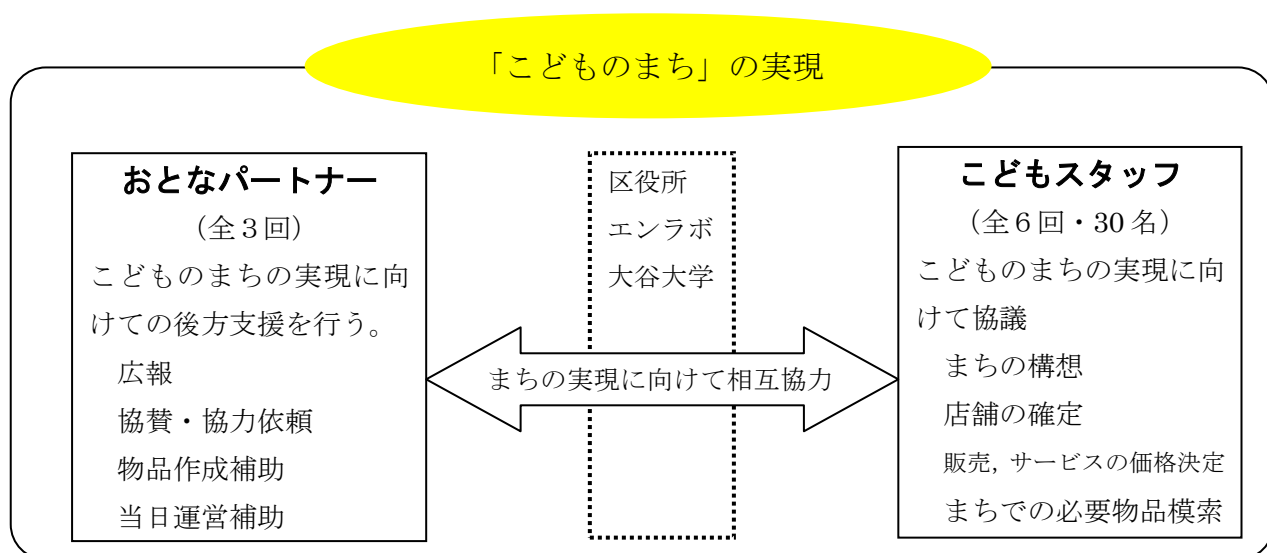 「こどものまち」の実現
おとなパートナー
（全３回）
こどものまちの実現に向
けての後方支援を行う。
広報
協賛・協力依頼
物品作成補助
当日運営補助
区役所
エンラボ
大谷大学
まちの実現に向けて相互協力
こどもスタッフ
（全６回・30 名）
こどものまちの実現に向
けて協議
まちの構想
店舗の確定
販売, サービスの価格決定
まちでの必要物品模索